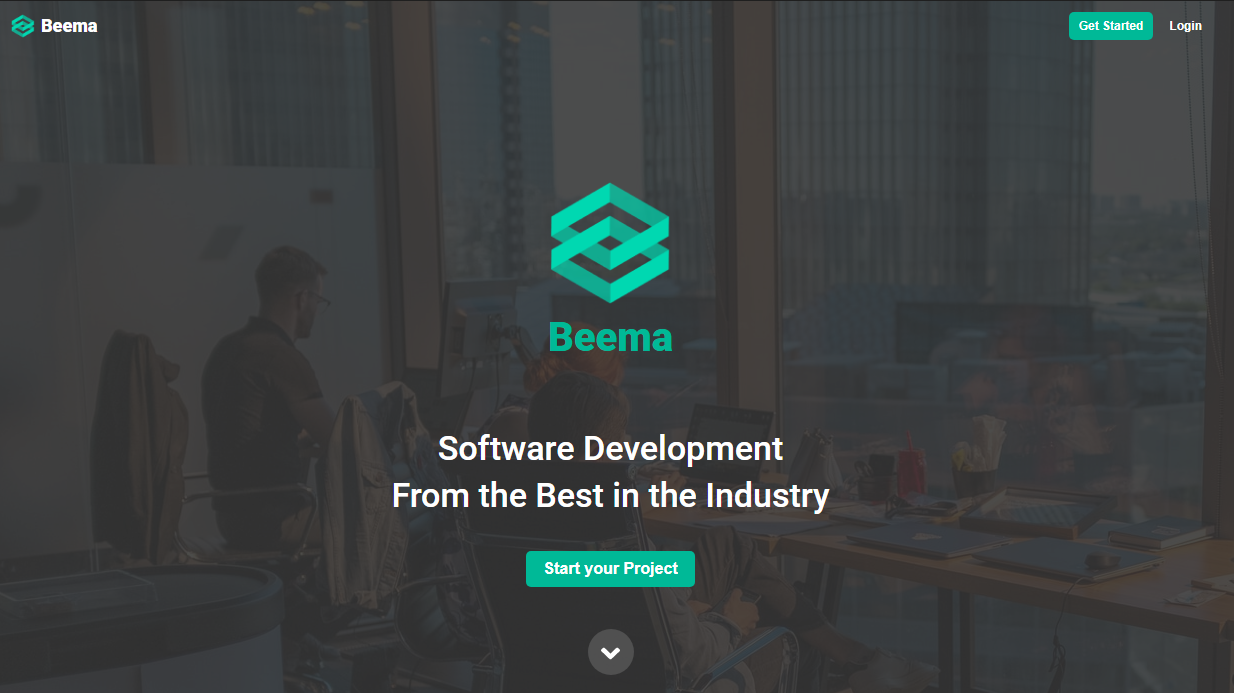 Beema
Get Started
Login
Beema
Software Development
From the Best in the Industry
Start your Project